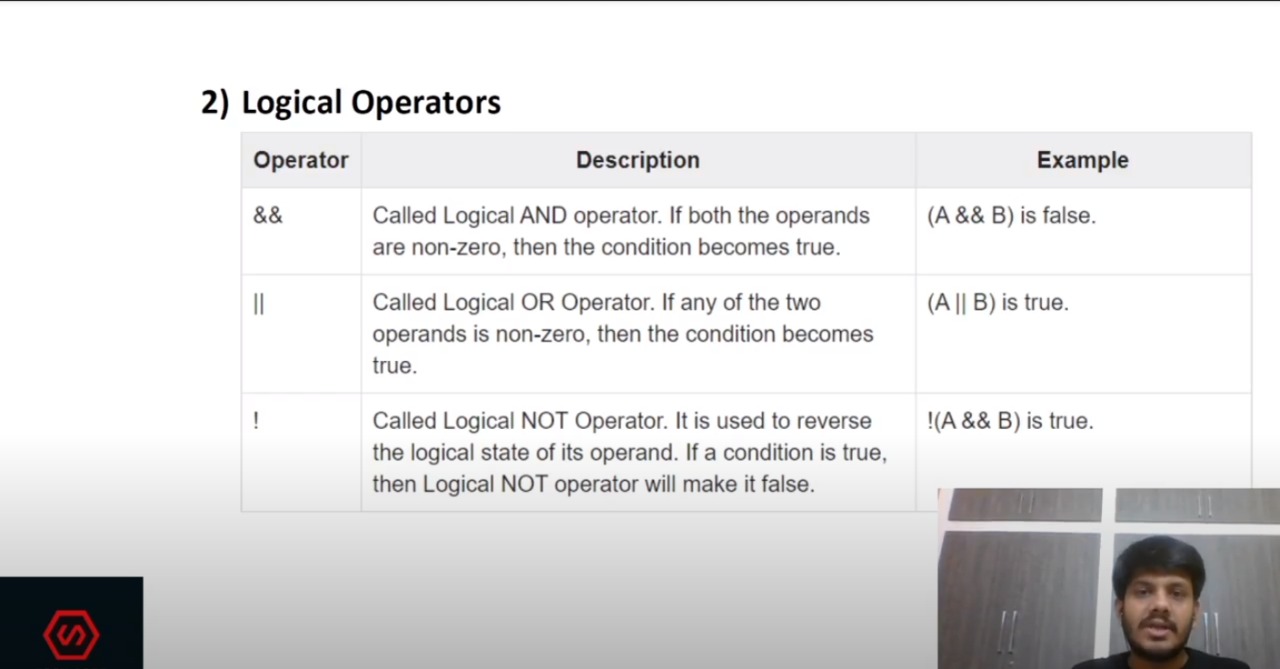 2) Logical Operators
Operator Description Example
&& Called Logical AND operator. If both the operands (A && B) is false.
are non-zero, then the condition becomes true.
|| Called Logical OR Operator. If any of the two (A || B) is true.
operands is non-zero, then the condition becomes
true.
! Called Logical NOT Operator. It is used to reverse !(A && B) is true.
the logical state of its operand. If a condition is true,
then Logical NOT operator will make it false.